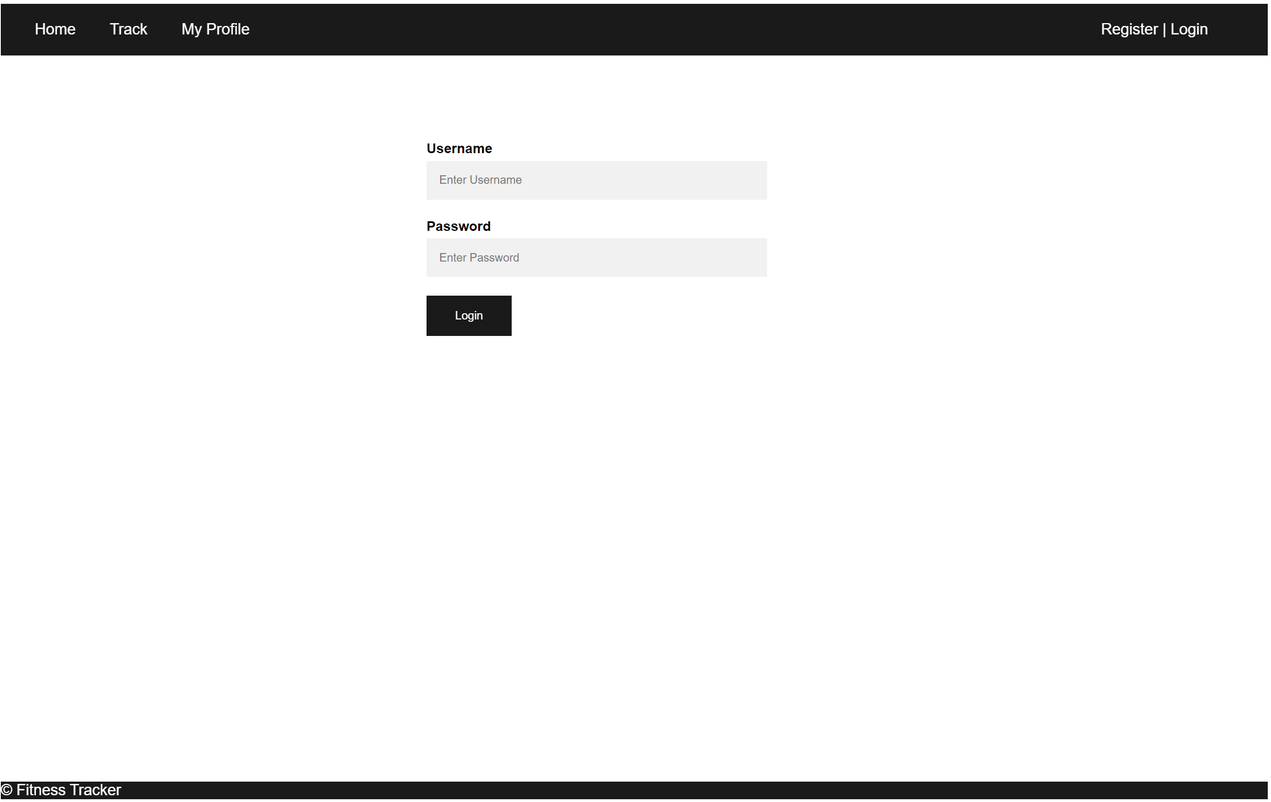 Home Track My Profile Register | Login
Username
Enter Username
Password
Enter Password
Login
© Fitness Tracker